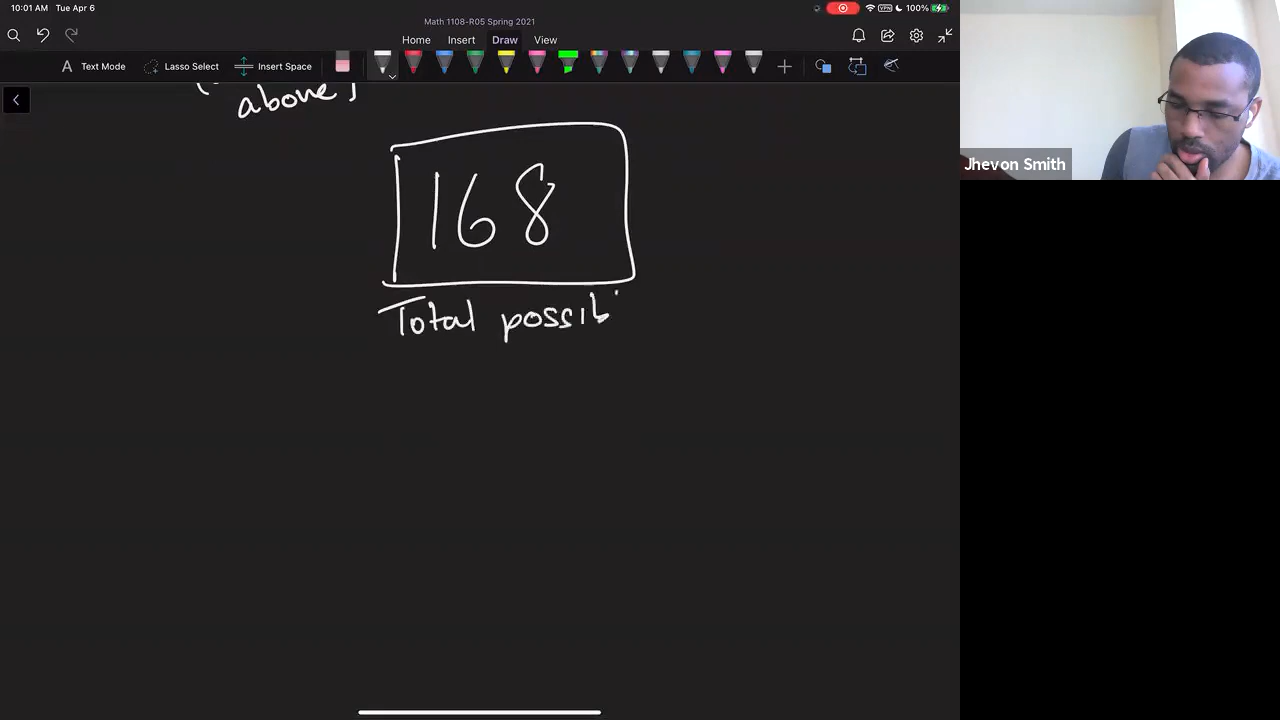 10:01 AM Tue Apr 6
VPN 100%
Math 1108-R05 Spring 2021
Home Insert Draw View
A Text Mode Lasso Select Insert Space
above)
168
Total possib
Jhevon Smith